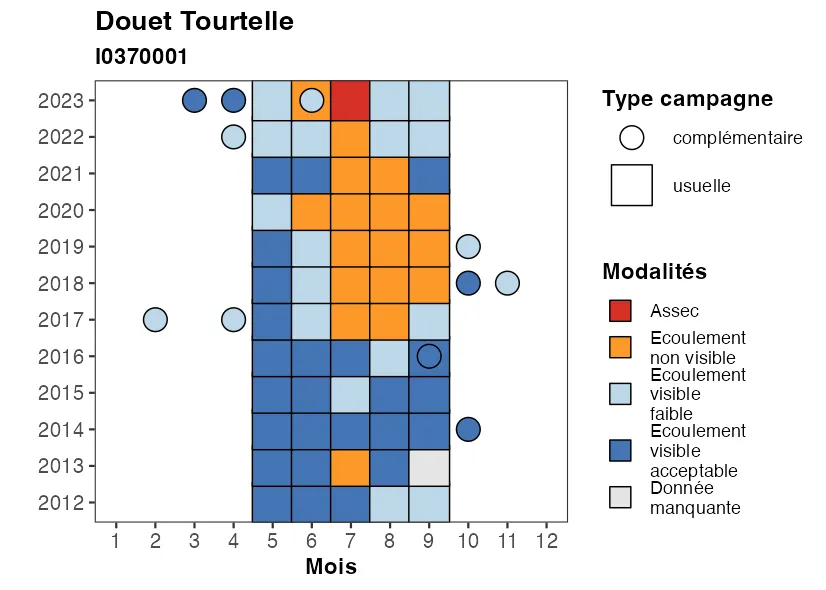 Douet Tourtelle
I0370001
2023
2022
2021
2020
2019
2018
2017
2016
2015
2014
2013
2012
1 2 3 4 5 6 7 8 9 10 11 12
Mois
Type campagne
complémentaire
usuelle
Modalités
Assec
Ecoulement
non visible
Ecoulement
visible
faible
Ecoulement
visible
acceptable
Donnée
manquante